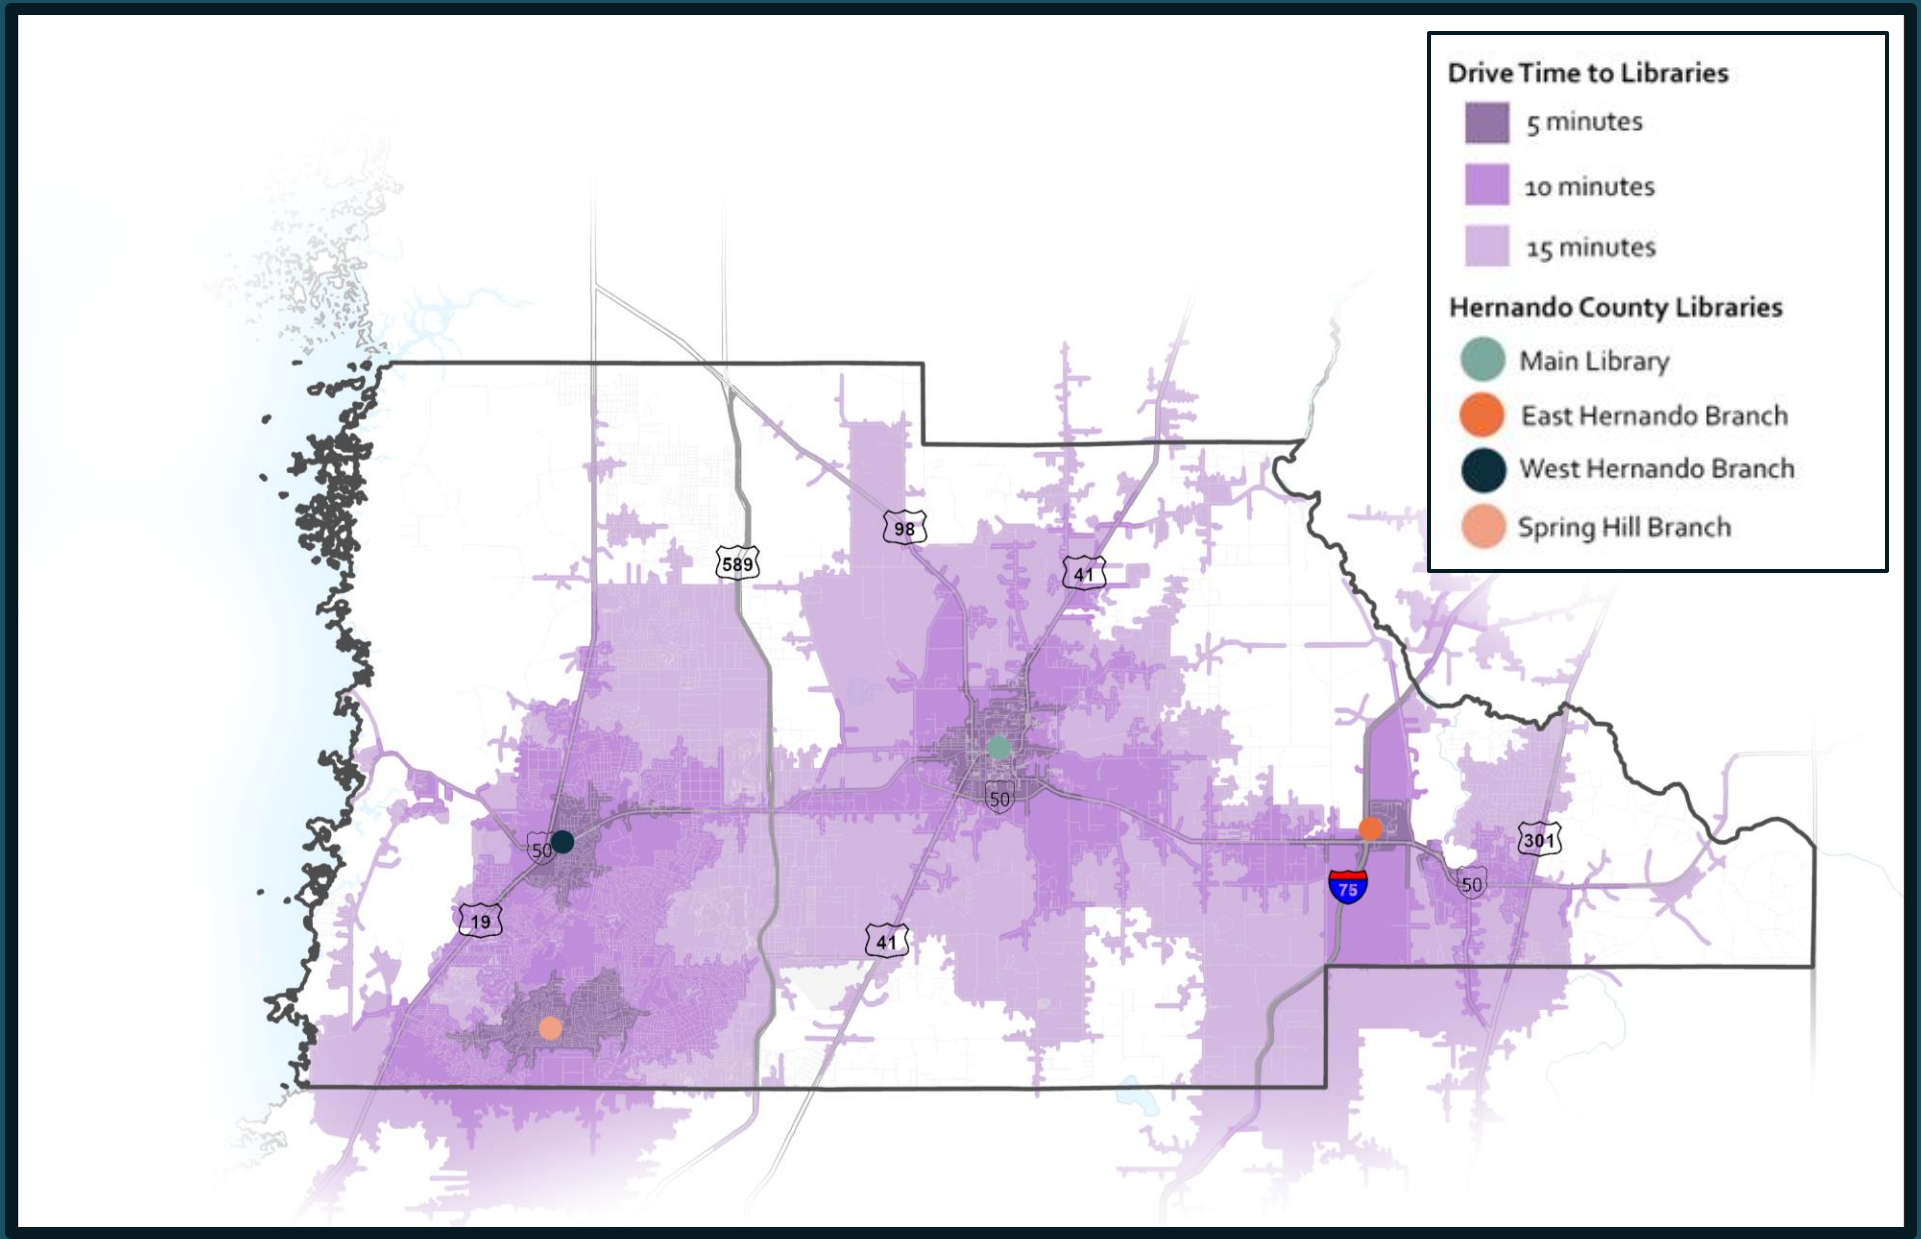 Drive Time to Libraries
5 minutes
10 minutes
15 minutes
Hernando County Libraries
Main Library
East Hernando Branch
West Hernando Branch
Spring Hill Branch
98
589
41
50
50
301
75
50
19
41